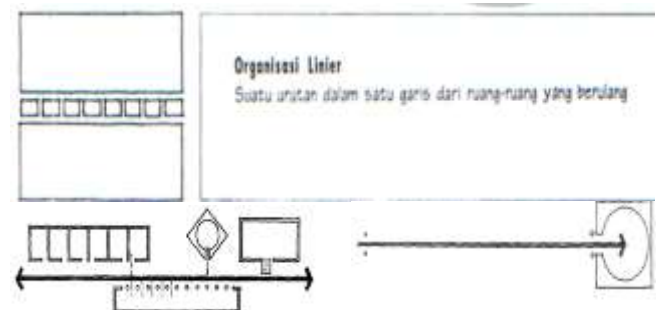 Organisasi Linier
Suatu urutan dalam satu garis dari ruang-ruang yang berulang